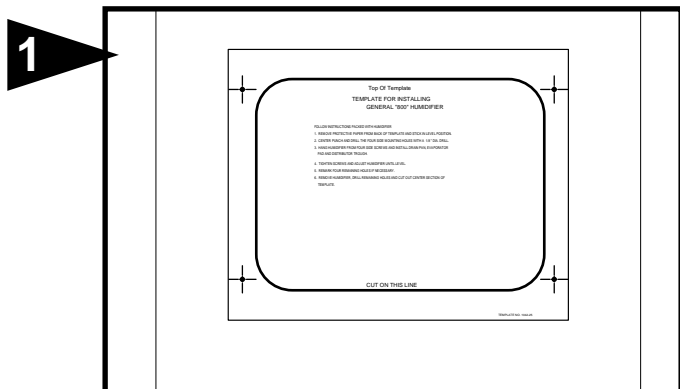 1
Top Of Template
TEMPLATE FOR INSTALLING
GENERAL "800" HUMIDIFIER
FOLLOW INSTRUCTIONS PACKED WITH HUMIDIFIER
1. REMOVE PROTECTIVE PAPER FROM BACK OF TEMPLATE AND STICK IN LEVEL POSITION.
2. CENTER PUNCH AND DRILL THE FOUR SIDE MOUNTING HOLES WITH A 1/8" DIA. DRILL.
3. HANG HUMIDIFIER FROM FOUR SIDE SCREWS AND INSTALL DRAIN PAN, EVAPORATOR
PAD AND DISTRIBUTOR TROUGH.
4. TIGHTEN SCREWS AND ADJUST HUMIDIFIER UNTIL LEVEL.
5. REMARK FOUR REMAINING HOLES IF NECESSARY.
6. REMOVE HUMIDIFIER, DRILL REMAINING HOLES AND CUT OUT CENTER SECTION OF
TEMPLATE.
CUT ON THIS LINE
TEMPLATE NO.